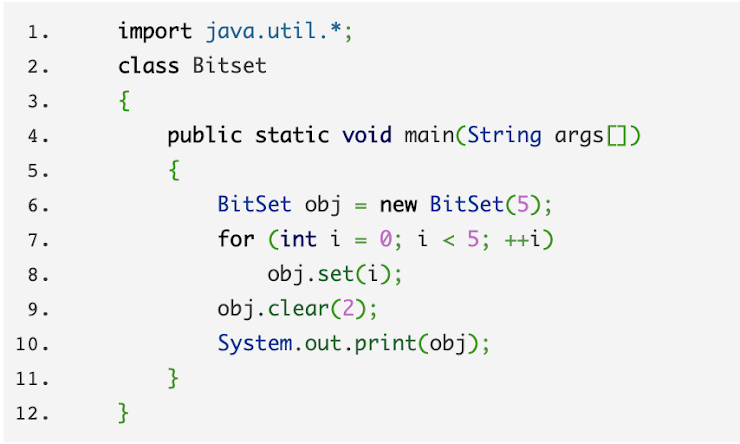 1. import java.util.*;
2. class Bitset
3. {
4. public static void main(String args[])
5. {
6. BitSet obj = new BitSet(5);
7. for (int i = 0; i < 5; ++i)
8. obj.set(i);
9. obj.clear(2);
10. System.out.print(obj);
11. }
12. }